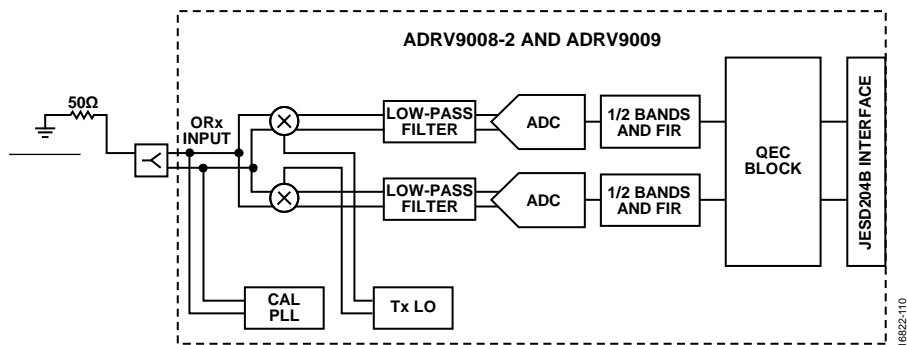 ADRV9008-2 AND ADRV9009
50Ω
ORx
INPUT
LOW-PASS
FILTER
ADC
1/2 BANDS
AND FIR
QEC
BLOCK
JESD204B INTERFACE
LOW-PASS
FILTER
ADC
1/2 BANDS
AND FIR
CAL
PLL
Tx LO
16822-110